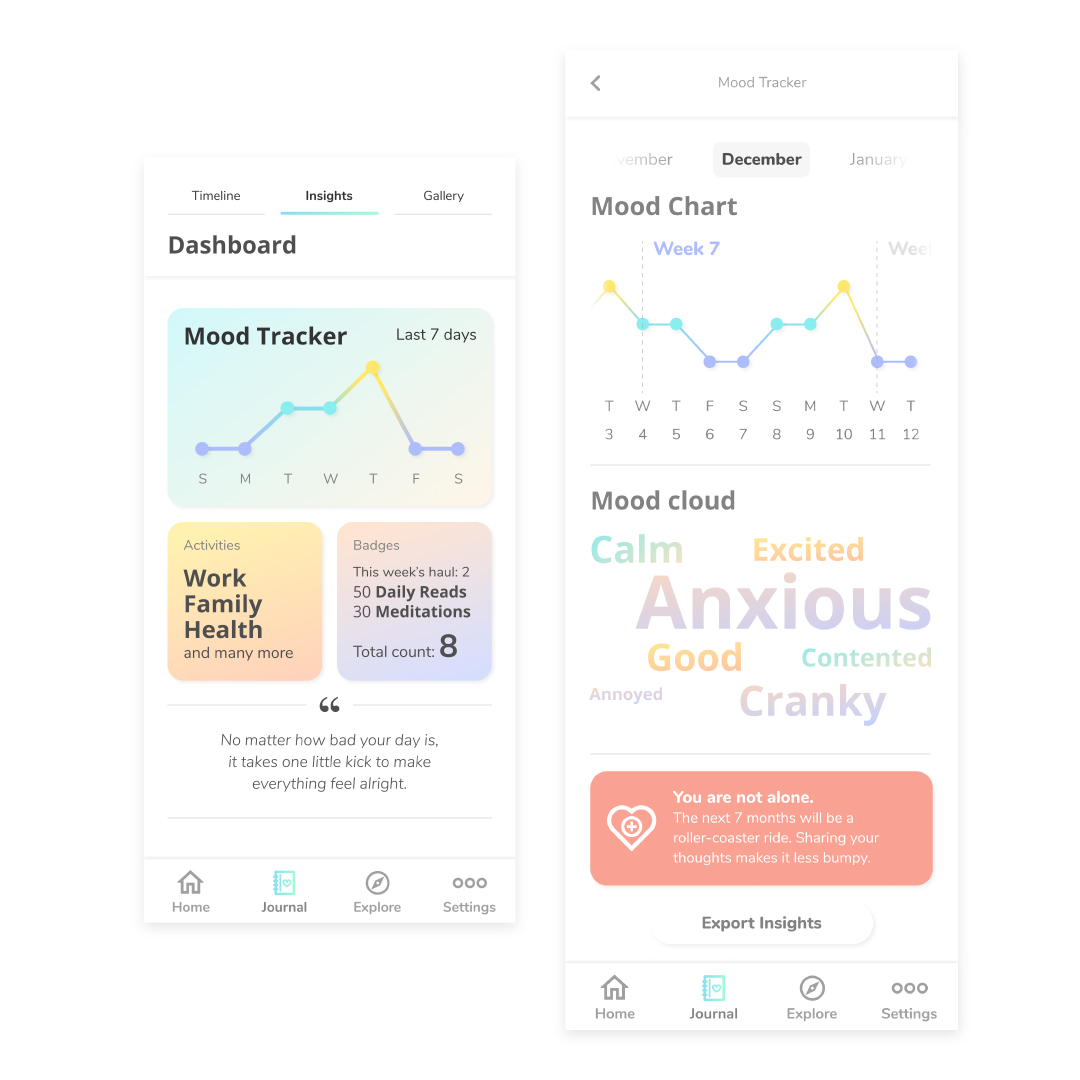 Timeline Insights Gallery
Dashboard
Mood Tracker Last 7 days
S M T W T F S
Activities
Work
Family
Health
and many more
Badges
This week's haul: 2
50 Daily Reads
30 Meditations
Total count: 8
“
No matter how bad your day is,
it takes one little kick to make
everything feel alright.
Home Journal Explore Settings
Mood Tracker
vember December January
Mood Chart
Week 7 Wee
T W T F S S M T W T
3 4 5 6 7 8 9 10 11 12
Mood cloud
Calm Excited
Anxious
Good Contented
Annoyed Cranky
You are not alone.
The next 7 months will be a
roller-coaster ride. Sharing your
thoughts makes it less bumpy.
Export Insights
Home Journal Explore Settings